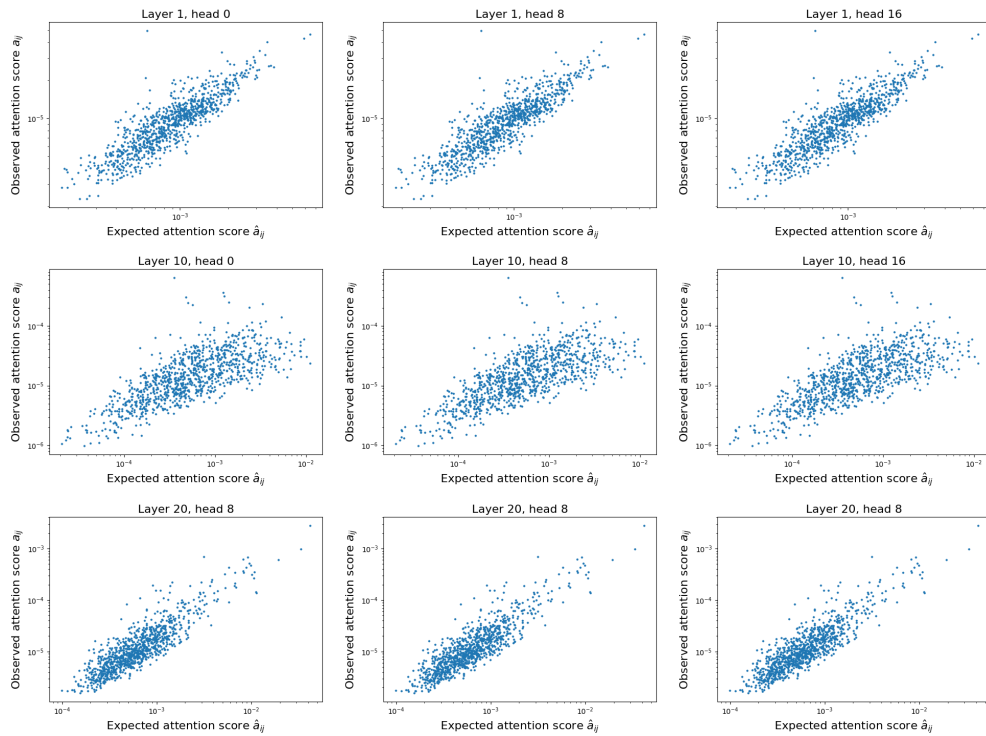 Layer 1, head 0
Layer 1, head 8
Layer 1, head 16
Observed attention score a_ij
10⁻⁵
10⁻³
Expected attention score â_ij
Observed attention score a_ij
10⁻⁵
10⁻³
Expected attention score â_ij
Observed attention score a_ij
10⁻⁵
10⁻³
Expected attention score â_ij
Layer 10, head 0
Layer 10, head 8
Layer 10, head 16
Observed attention score a_ij
10⁻⁴
10⁻⁵
10⁻⁶
10⁻⁴ 10⁻³ 10⁻²
Expected attention score â_ij
Observed attention score a_ij
10⁻⁴
10⁻⁵
10⁻⁶
10⁻⁴ 10⁻³ 10⁻²
Expected attention score â_ij
Observed attention score a_ij
10⁻⁴
10⁻⁵
10⁻⁶
10⁻⁴ 10⁻³ 10⁻²
Expected attention score â_ij
Layer 20, head 8
Layer 20, head 8
Layer 20, head 8
Observed attention score a_ij
10⁻³
10⁻⁴
10⁻⁵
10⁻⁴ 10⁻³ 10⁻²
Expected attention score â_ij
Observed attention score a_ij
10⁻³
10⁻⁴
10⁻⁵
10⁻⁴ 10⁻³ 10⁻²
Expected attention score â_ij
Observed attention score a_ij
10⁻³
10⁻⁴
10⁻⁵
10⁻⁴ 10⁻³ 10⁻²
Expected attention score â_ij